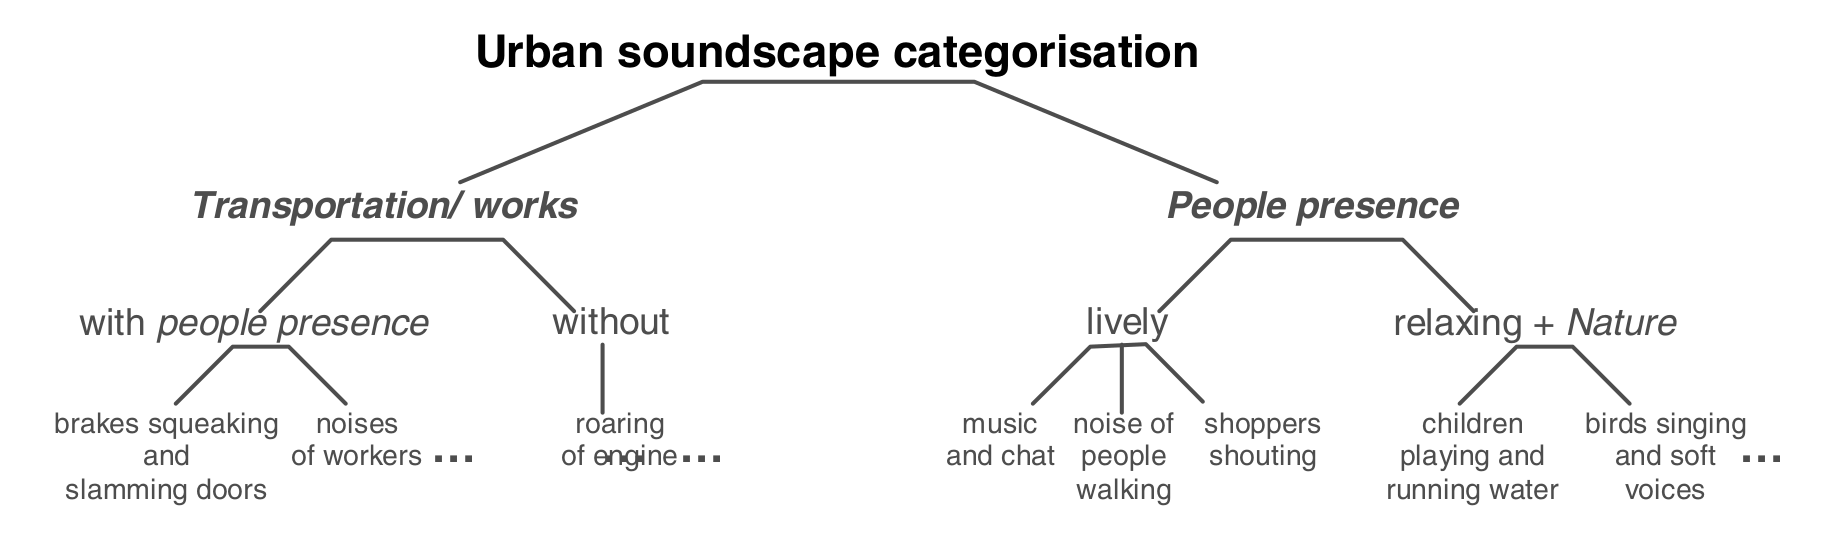 Urban soundscape categorisation
Transportation/ works
People presence
with people presence
without
lively
relaxing + Nature
brakes squeaking
and
slamming doors
noises
of workers ...
roaring
of engine ...
music
and chat
noise of
people
walking
shoppers
shouting
children
playing and
running water
birds singing
and soft ...
voices